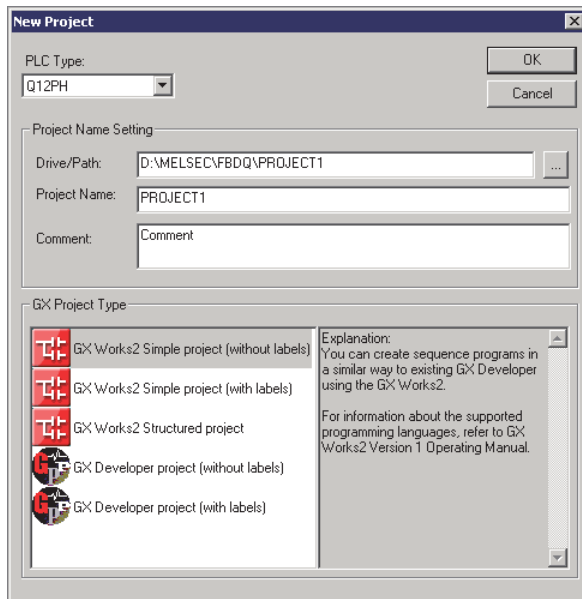 New Project
PLC Type:
Q12PH
OK
Cancel
Project Name Setting
Drive/Path:
D:\MELSEC\FBDQ\PROJECT1
...
Project Name:
PROJECT1
Comment:
Comment
GX Project Type
GX Works2 Simple project (without labels)
GX Works2 Simple project (with labels)
GX Works2 Structured project
GX Developer project (without labels)
GX Developer project (with labels)
Explanation:
You can create sequence programs in
a similar way to existing GX Developer
using the GX Works2.
For information about the supported
programming languages, refer to GX
Works2 Version 1 Operating Manual.